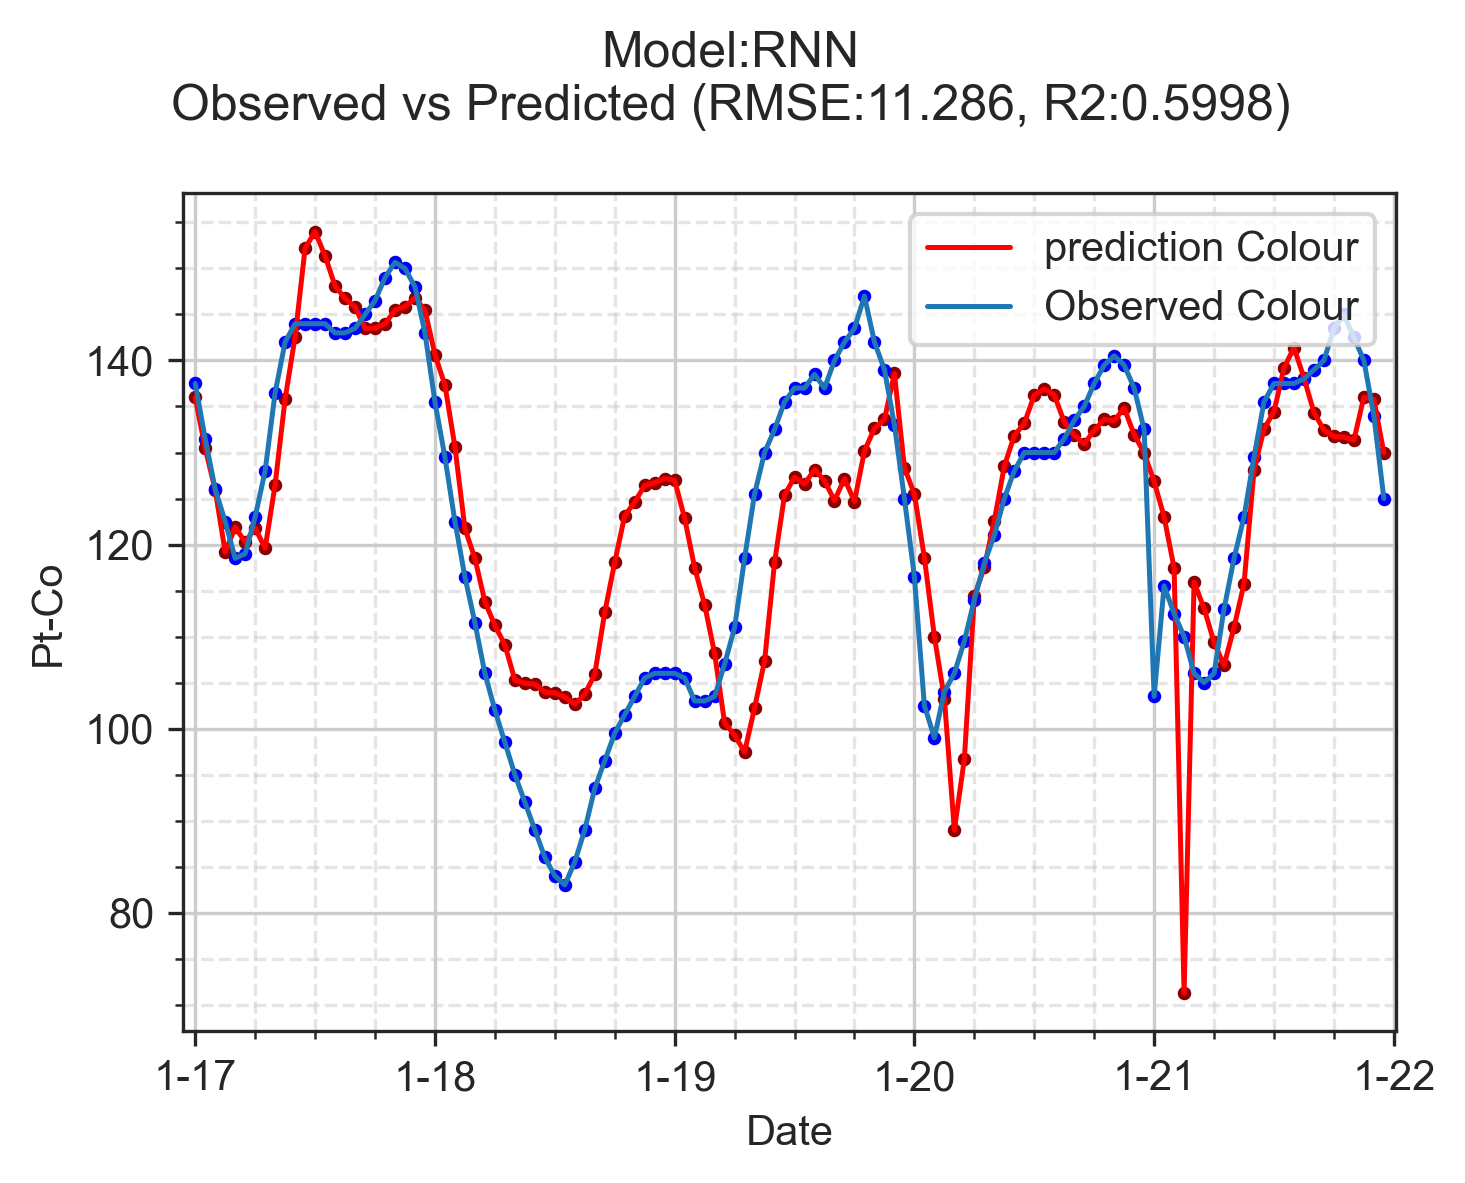 Model:RNN
Observed vs Predicted (RMSE:11.286, R2:0.5998)
prediction Colour
Observed Colour
140
120
100
80
Pt-Co
1-17
1-18
1-19
1-20
1-21
1-22
Date